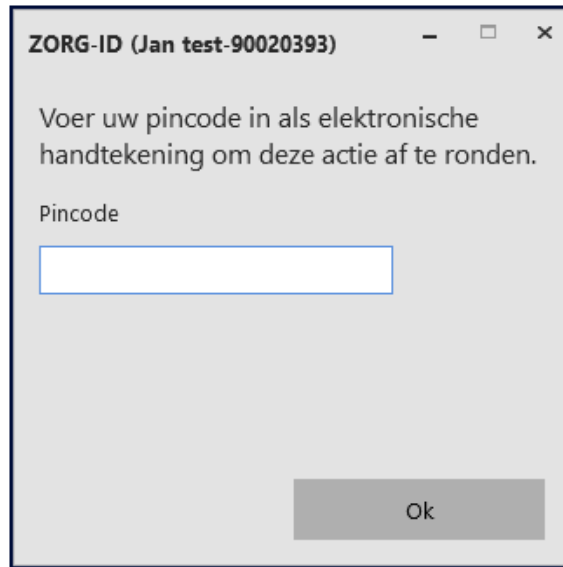 ZORG-ID (Jan test-90020393)
Voer uw pincode in als elektronische
handtekening om deze actie af te ronden.
Pincode
Ok